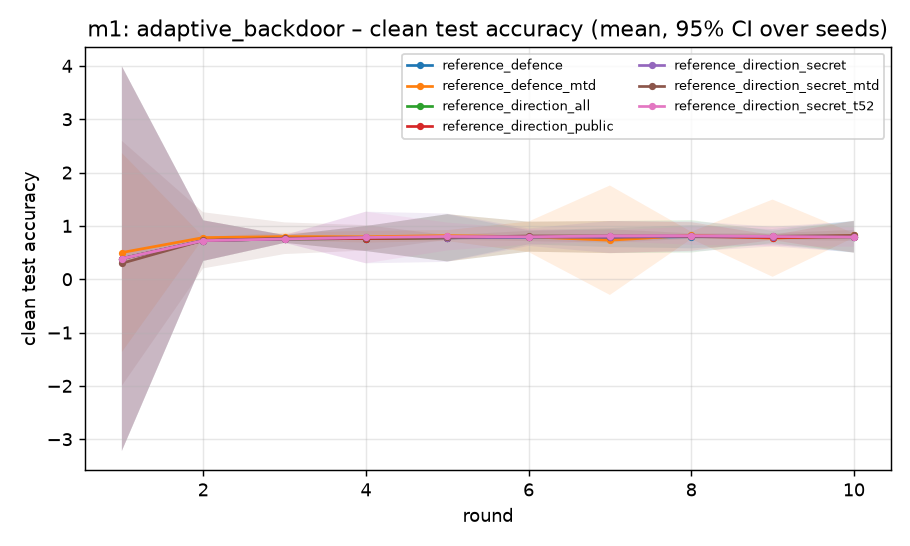 m1: adaptive_backdoor – clean test accuracy (mean, 95% CI over seeds)
reference_defence
reference_defence_mtd
reference_direction_all
reference_direction_public
reference_direction_secret
reference_direction_secret_mtd
reference_direction_secret_t52
clean test accuracy
4
3
2
1
0
−1
−2
−3
2 4 6 8 10
round